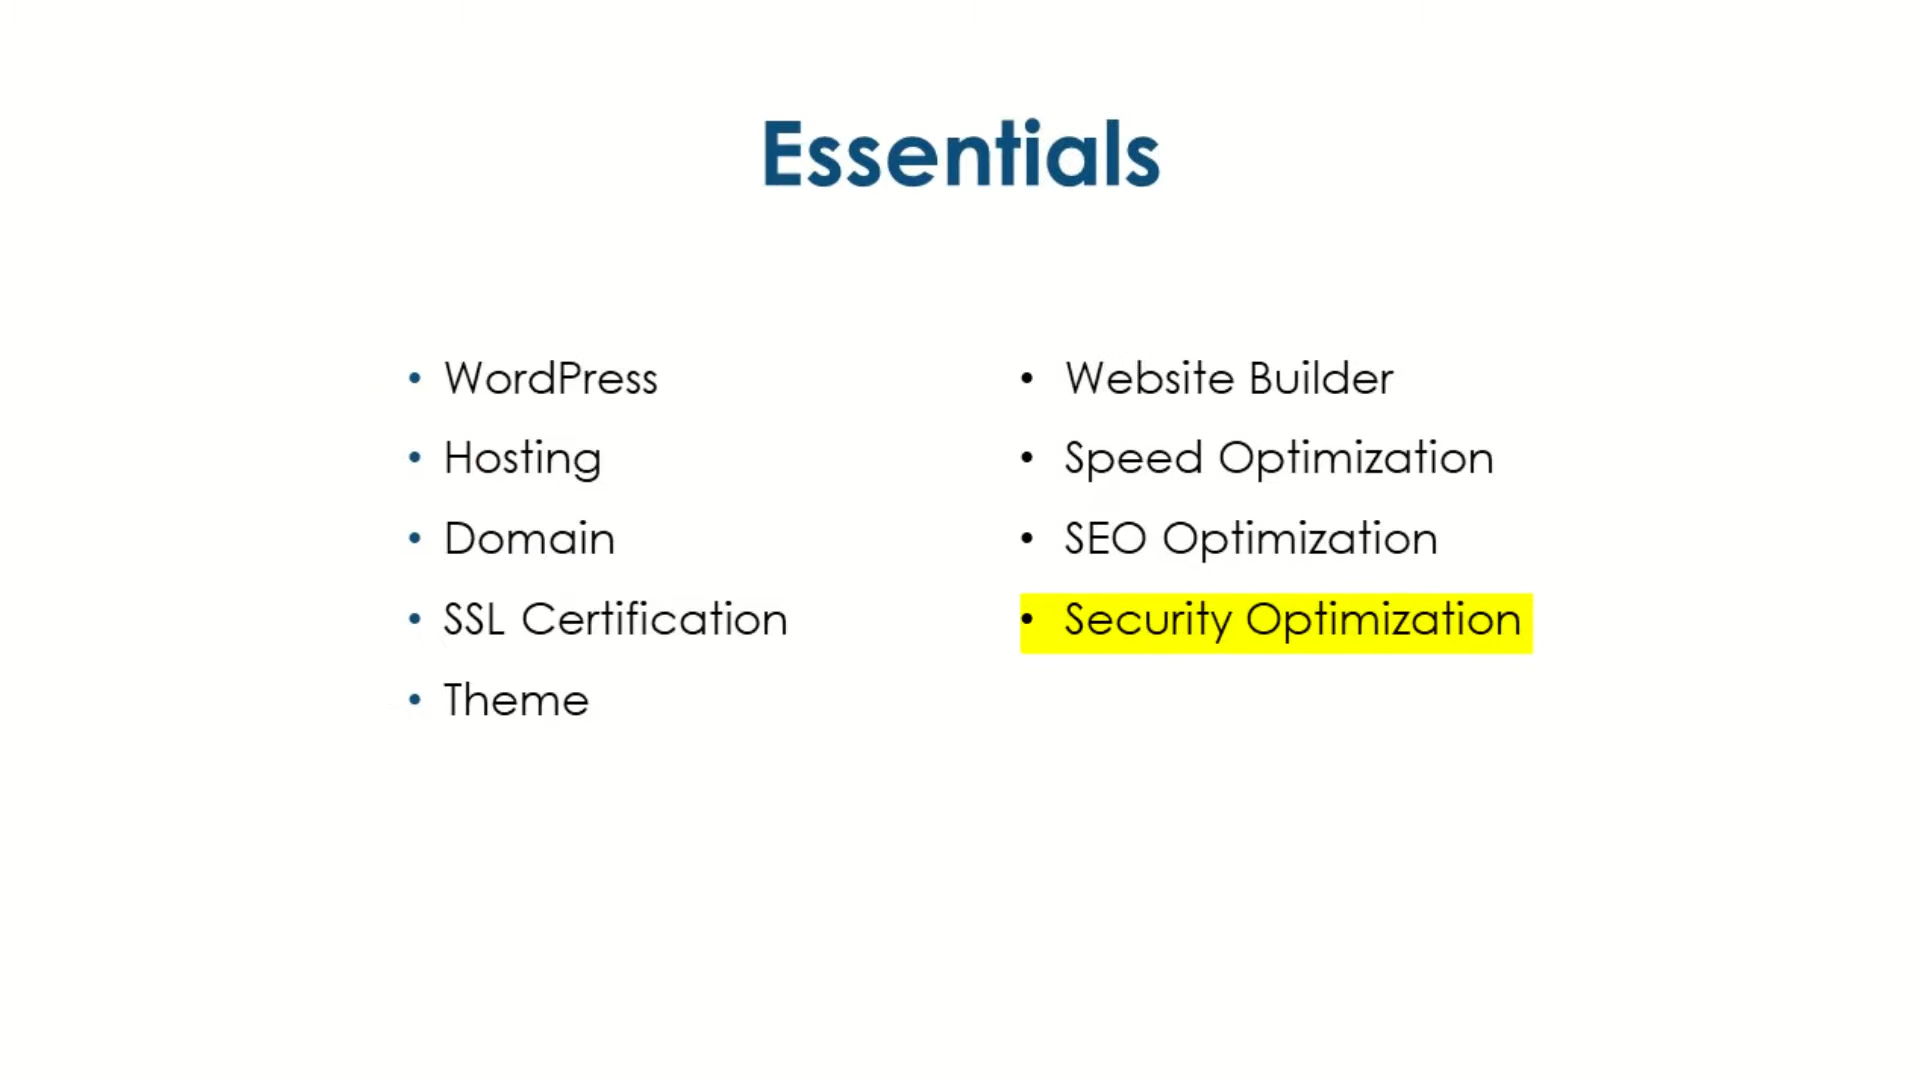 Essentials
• WordPress
• Hosting
• Domain
• SSL Certification
• Theme
• Website Builder
• Speed Optimization
• SEO Optimization
• Security Optimization